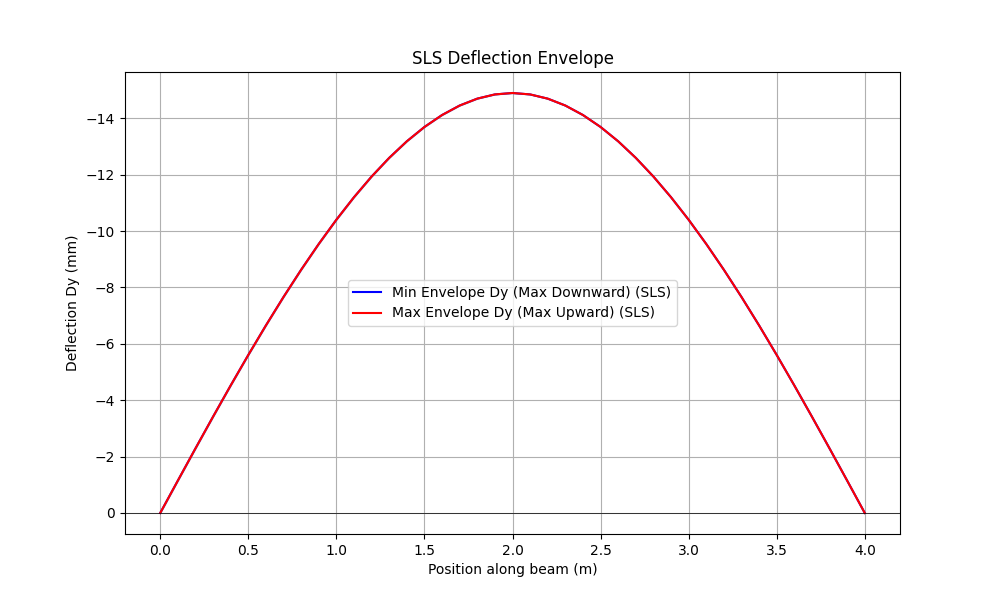 SLS Deflection Envelope
Deflection Dy (mm)
−14
−12
−10
−8
−6
−4
−2
0
Min Envelope Dy (Max Downward) (SLS)
Max Envelope Dy (Max Upward) (SLS)
0.0 0.5 1.0 1.5 2.0 2.5 3.0 3.5 4.0
Position along beam (m)